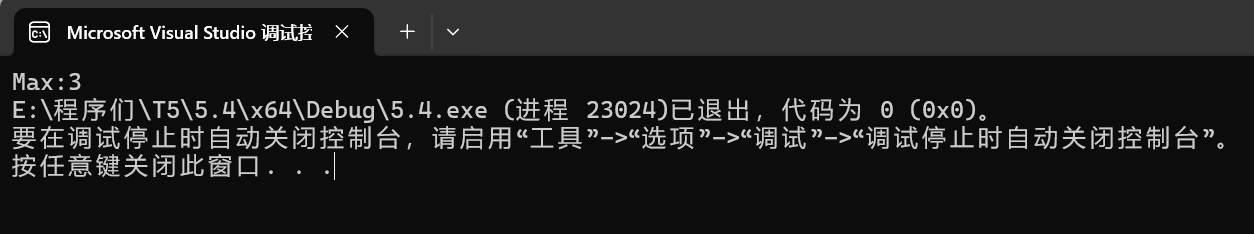 Microsoft Visual Studio 调试控
Max:3
E:\程序们\T5\5.4\x64\Debug\5.4.exe (进程 23024)已退出，代码为 0 (0x0)。
要在调试停止时自动关闭控制台，请启用“工具”->“选项”->“调试”->“调试停止时自动关闭控制台”。
按任意键关闭此窗口. . .